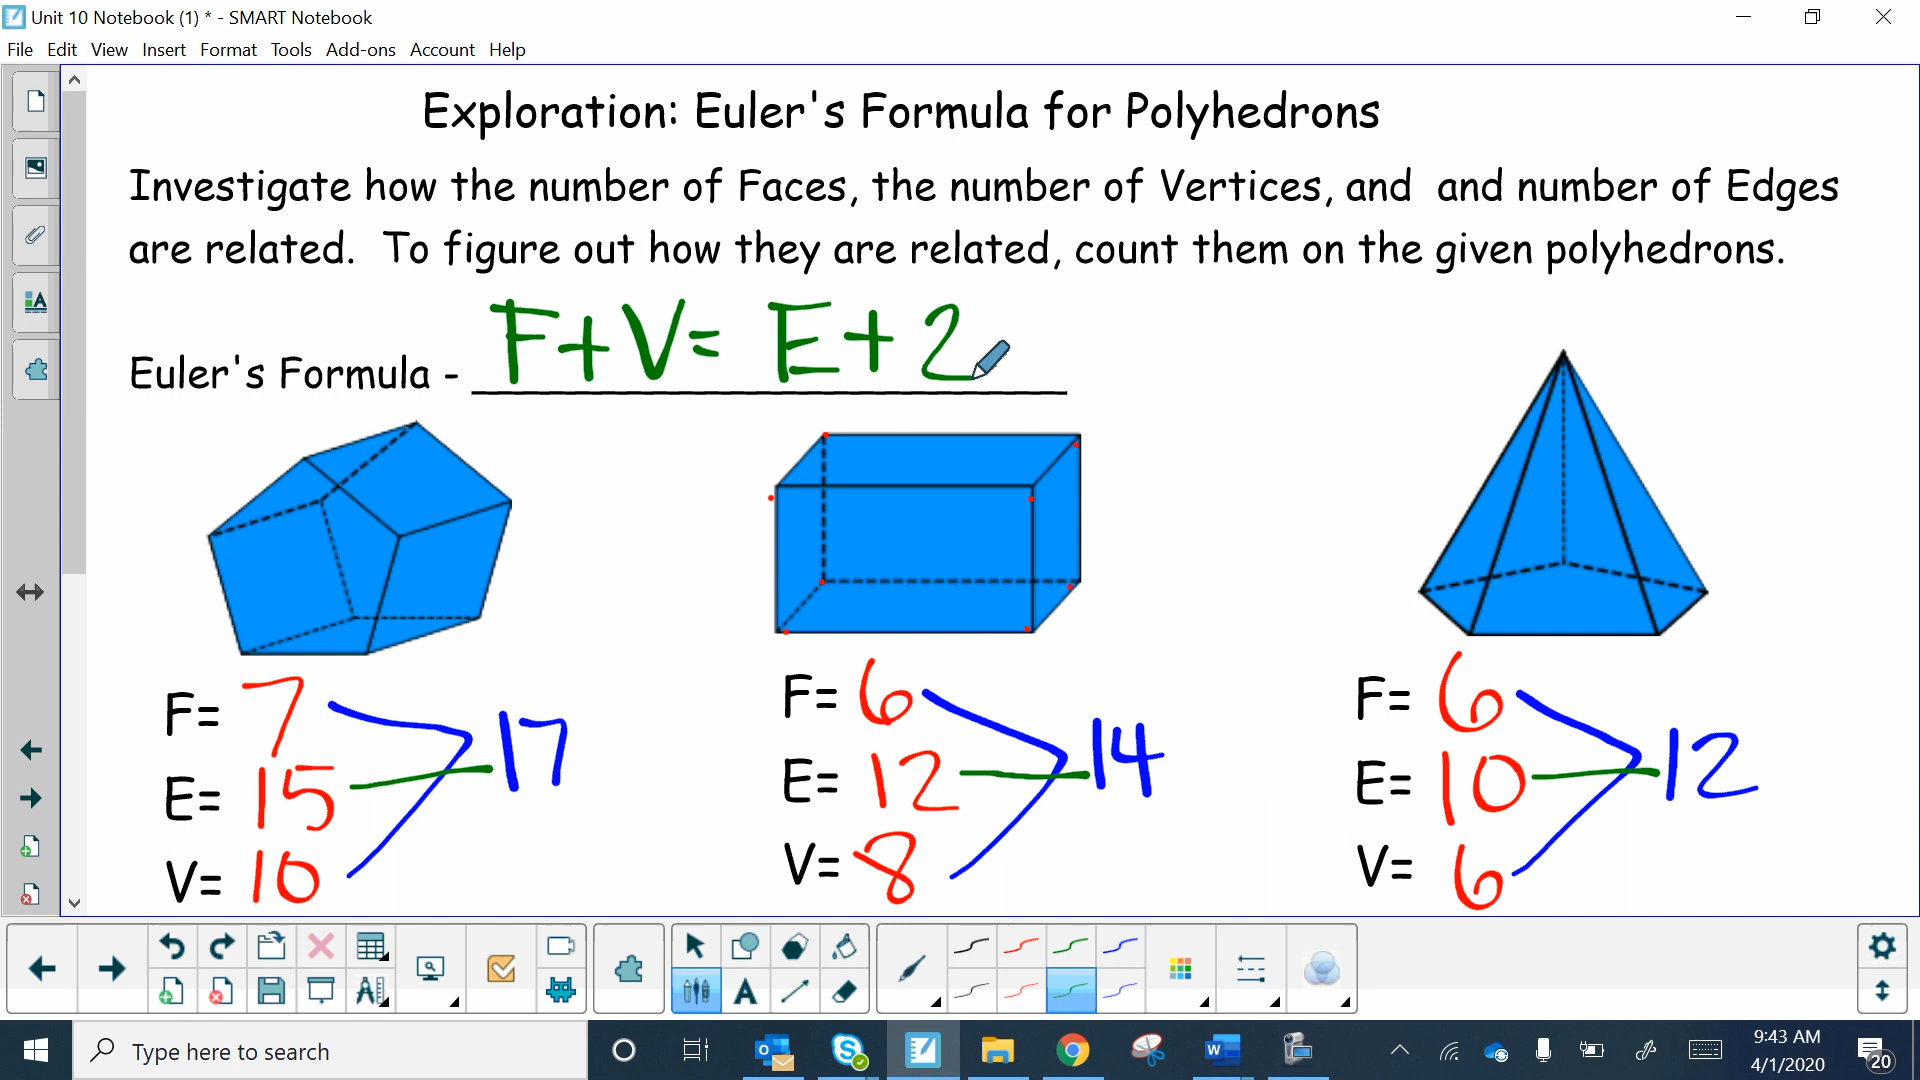 Unit 10 Notebook (1) * - SMART Notebook
File Edit View Insert Format Tools Add-ons Account Help
Exploration: Euler's Formula for Polyhedrons
Investigate how the number of Faces, the number of Vertices, and and number of Edges
are related. To figure out how they are related, count them on the given polyhedrons.
Euler's Formula - F+V= E+2
F= 7
E= 15
V= 10
17
F= 6
E= 12
V= 8
14
F= 6
E= 10
V= 6
12
Type here to search
9:43 AM
4/1/2020
20